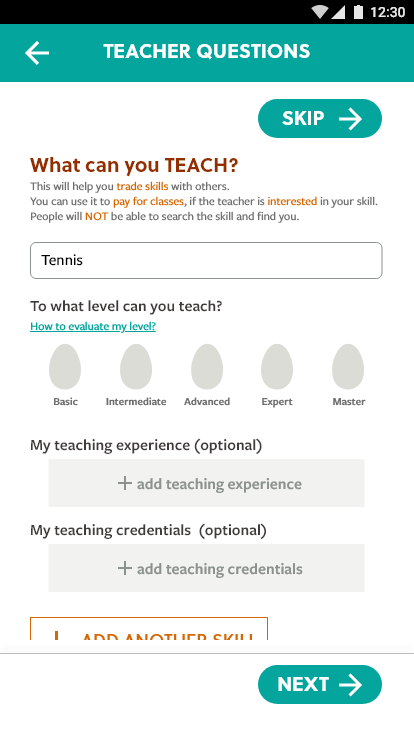 12:30
TEACHER QUESTIONS
SKIP
What can you TEACH?
This will help you trade skills with others.
You can use it to pay for classes, if the teacher is interested in your skill.
People will NOT be able to search the skill and find you.
Tennis
To what level can you teach?
How to evaluate my level?
Basic Intermediate Advanced Expert Master
My teaching experience (optional)
+ add teaching experience
My teaching credentials (optional)
+ add teaching credentials
+ ADD ANOTHER SKILL
NEXT